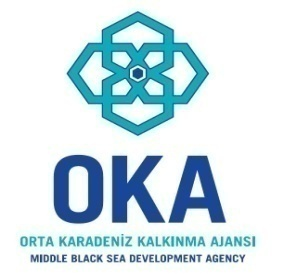 OKA
ORTA KARADENİZ KALKINMA AJANSI
MIDDLE BLACK SEA DEVELOPMENT AGENCY